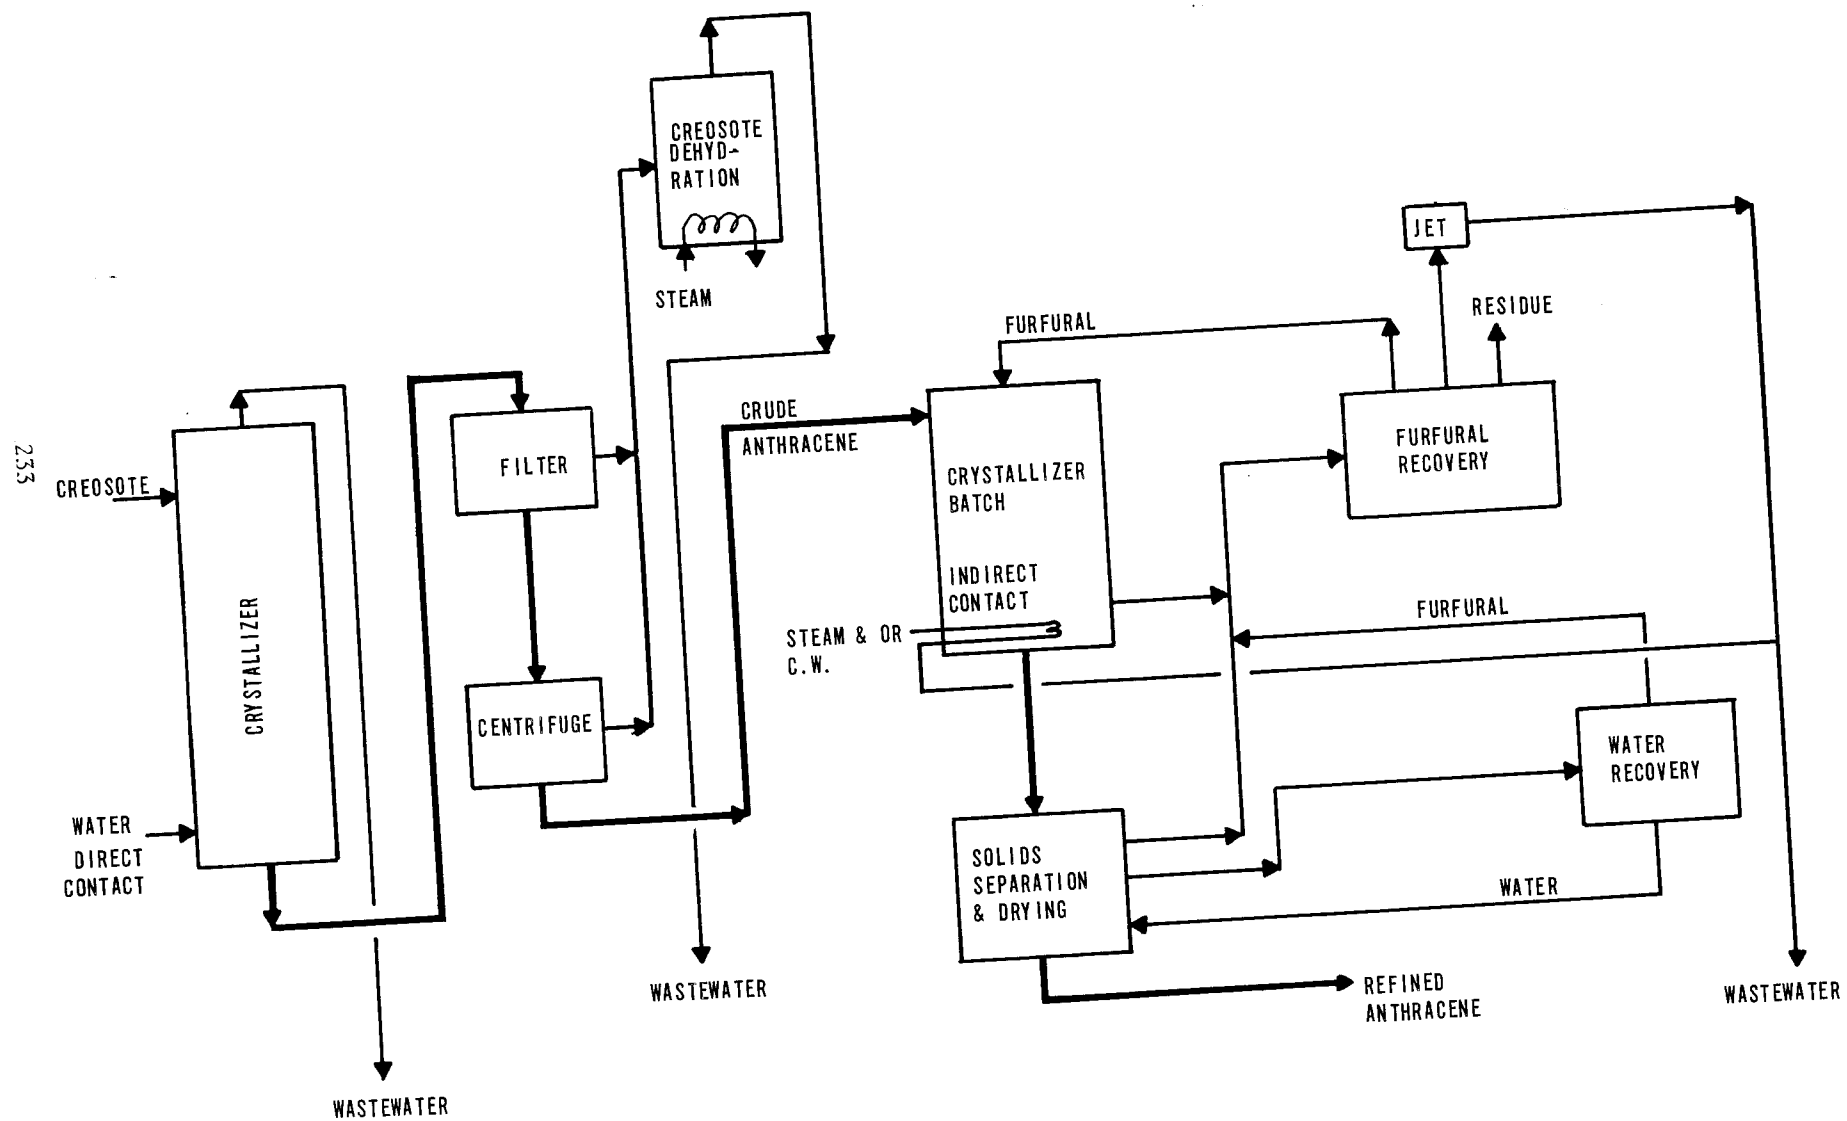 CREOSOTE
DEHYD-
RATION
STEAM
JET
RESIDUE
FURFURAL
CRUDE
ANTHRACENE
FILTER
FURFURAL
RECOVERY
CREOSOTE
233
CRYSTALLIZER
BATCH
INDIRECT
CONTACT
STEAM & OR
C.W.
FURFURAL
CRYSTALLIZER
CENTRIFUGE
WATER
RECOVERY
WATER
DIRECT
CONTACT
SOLIDS
SEPARATION
& DRYING
WATER
WASTEWATER
REFINED
ANTHRACENE
WASTEWATER
WASTEWATER